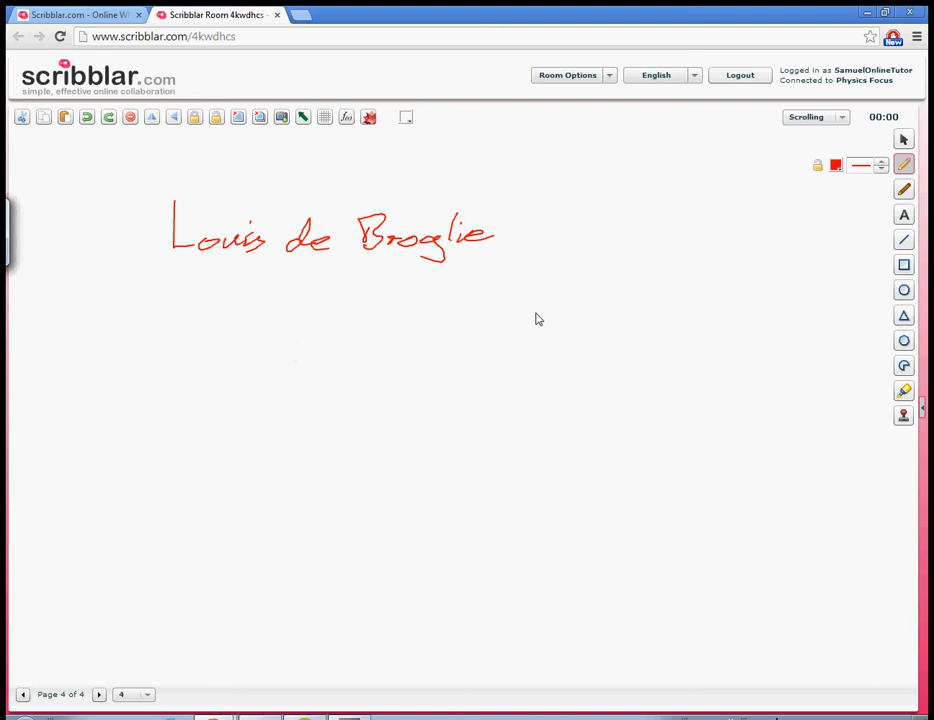 Scribblar.com - Online W
Scribblar Room 4kwdhcs -
www.scribblar.com/4kwdhcs
New
scribblar.com
simple, effective online collaboration
Room Options
English
Logout
Logged in as SamuelOnlineTutor
Connected to Physics Focus
f(x)
Scrolling
00:00
A
Louis de Broglie
Page 4 of 4
4